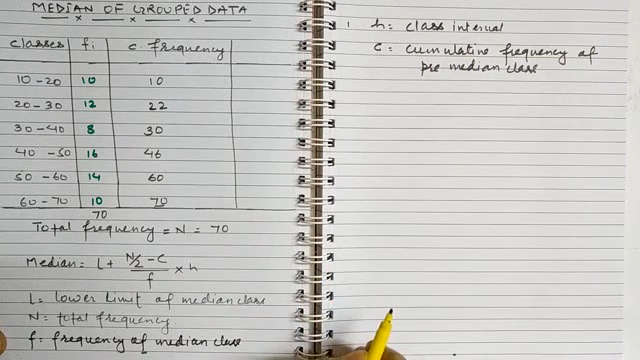 MEDIAN OF GROUPED DATA
classes fi c. frequency
10-20 10 10
20-30 12 22
30-40 8 30
40-50 16 46
50-60 14 60
60-70 10 70
70
Total frequency = N = 70
Median = l + N/2 - C / f × h
l = lower limit of median class
N = total frequency
f = frequency of median class
h = class interval
C = cumulative frequency of
pre median class